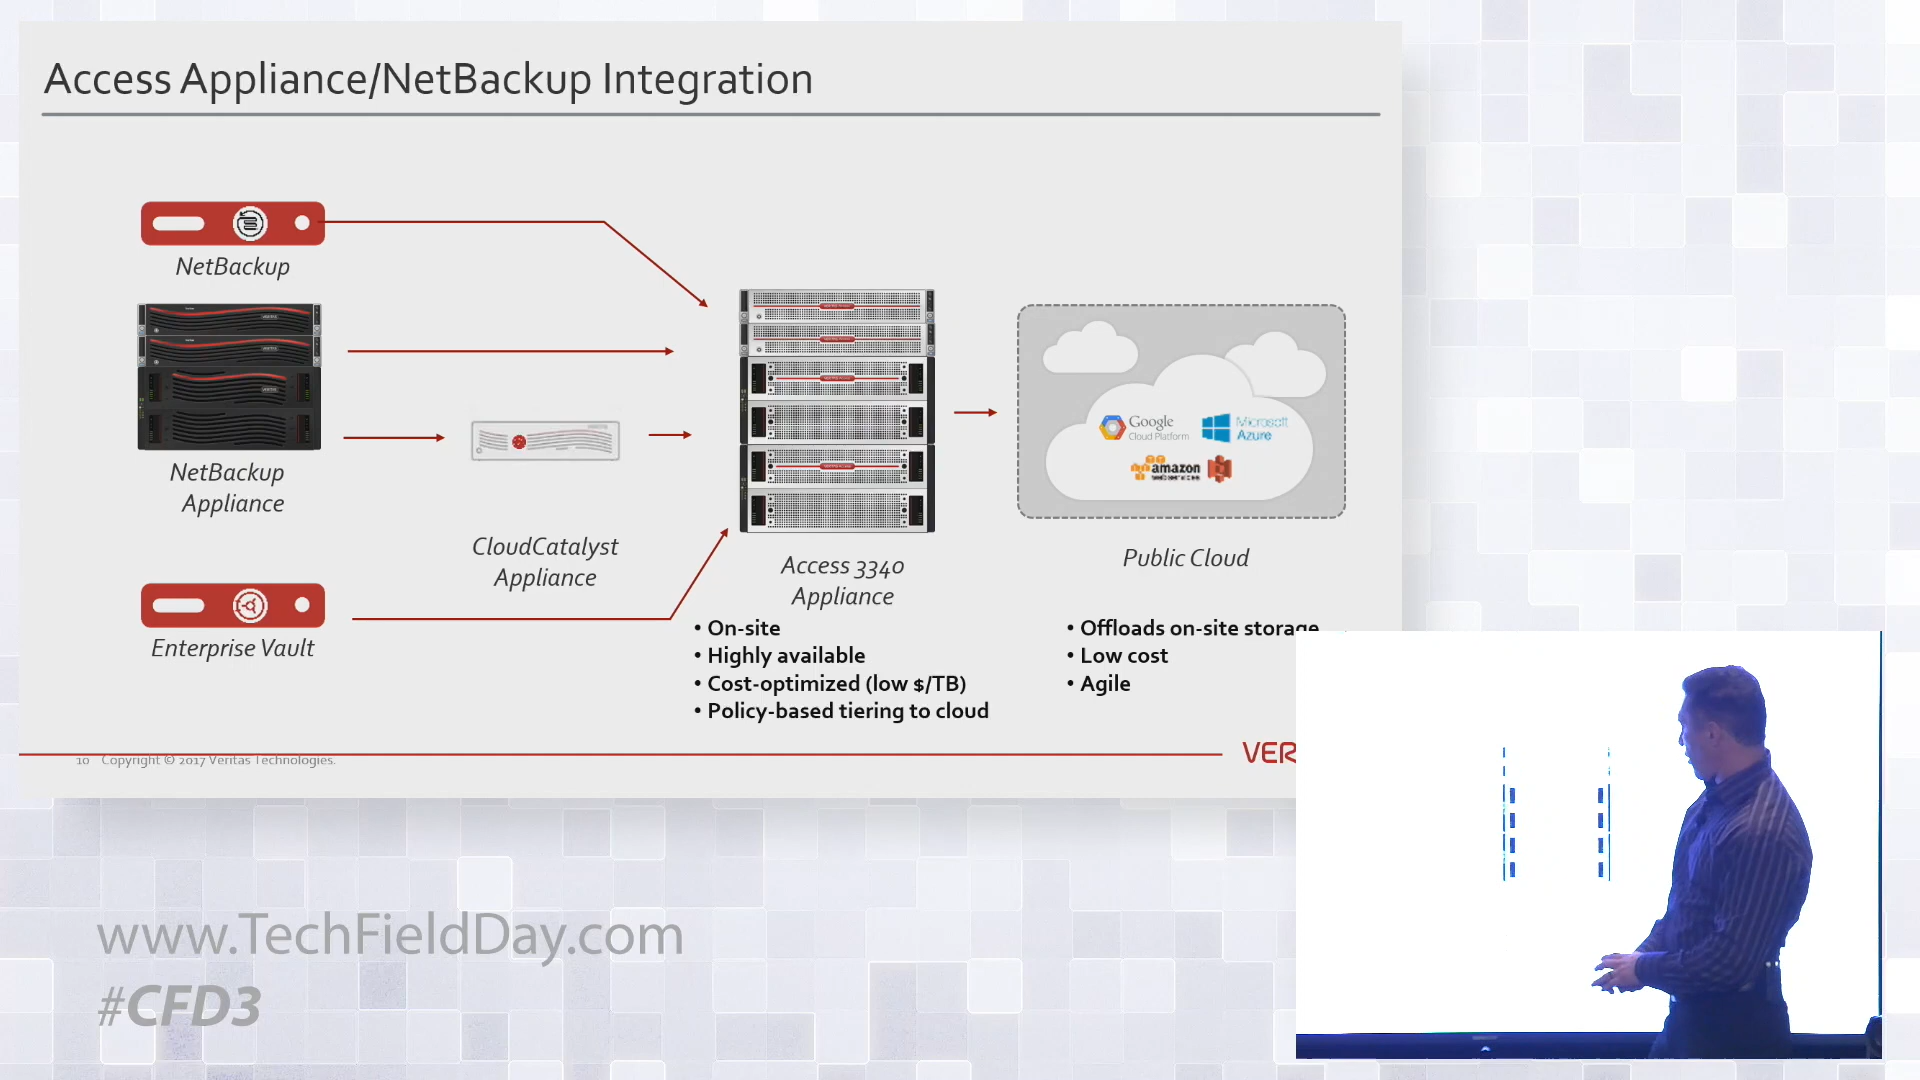 Access Appliance/NetBackup Integration
NetBackup
NetBackup
Appliance
Enterprise Vault
CloudCatalyst
Appliance
Access 3340
Appliance
• On-site
• Highly available
• Cost-optimized (low $/TB)
• Policy-based tiering to cloud
Google
Cloud Platform
Microsoft
Azure
amazon
web services
Public Cloud
• Offloads on-site storage
• Low cost
• Agile
10 Copyright © 2017 Veritas Technologies.
VER
www.TechFieldDay.com
#CFD3